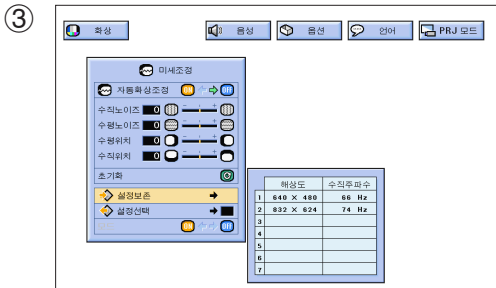 ③
화상 음성 옵션 언어 PRJ 모드
미세조정
자동화상조정 ON OFF
수직노이즈 0 - +
수평노이즈 0 - +
수평위치 0 - +
수직위치 0 - +
초기화
설정보존
설정선택
ON OFF
해상도 수직주파수
1 640 × 480 66 Hz
2 832 × 624 74 Hz
3
4
5
6
7